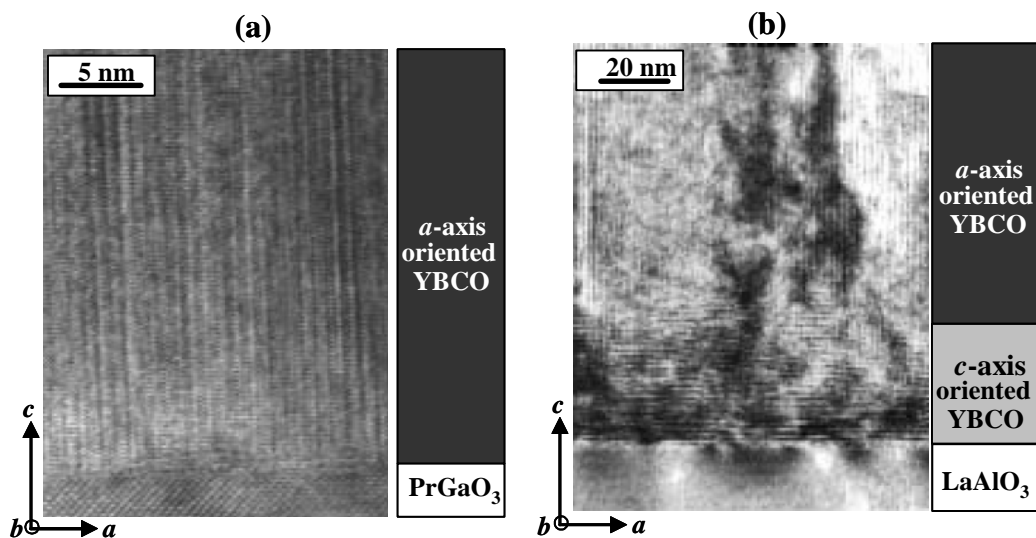 (a)
5 nm
a-axis
oriented
YBCO
PrGaO₃
c
b
a
(b)
20 nm
a-axis
oriented
YBCO
c-axis
oriented
YBCO
LaAlO₃
c
b
a